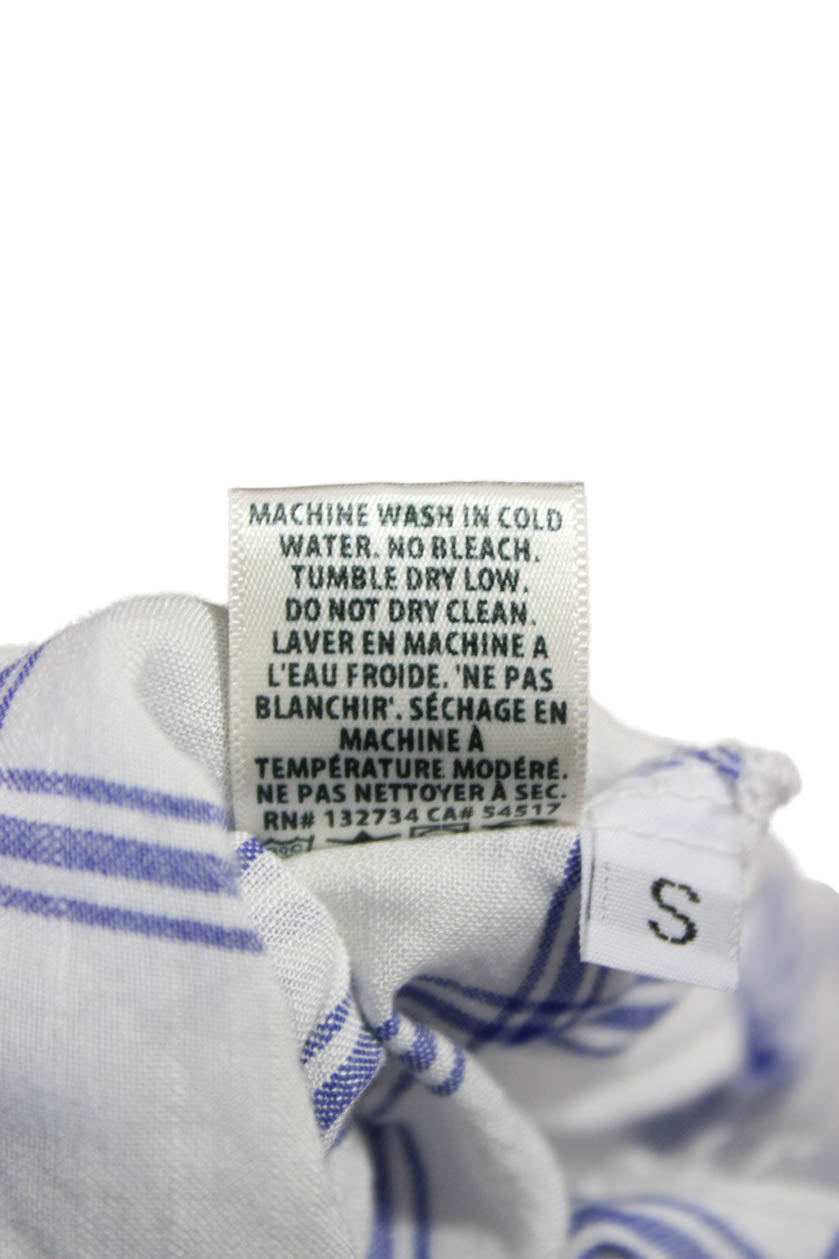 MACHINE WASH IN COLD
WATER. NO BLEACH.
TUMBLE DRY LOW.
DO NOT DRY CLEAN.
LAVER EN MACHINE A
L'EAU FROIDE. 'NE PAS
BLANCHIR'. SÉCHAGE EN
MACHINE À
TEMPÉRATURE MODÉRÉ.
NE PAS NETTOYER À SEC.
RN# 132734 CA# 54517
S